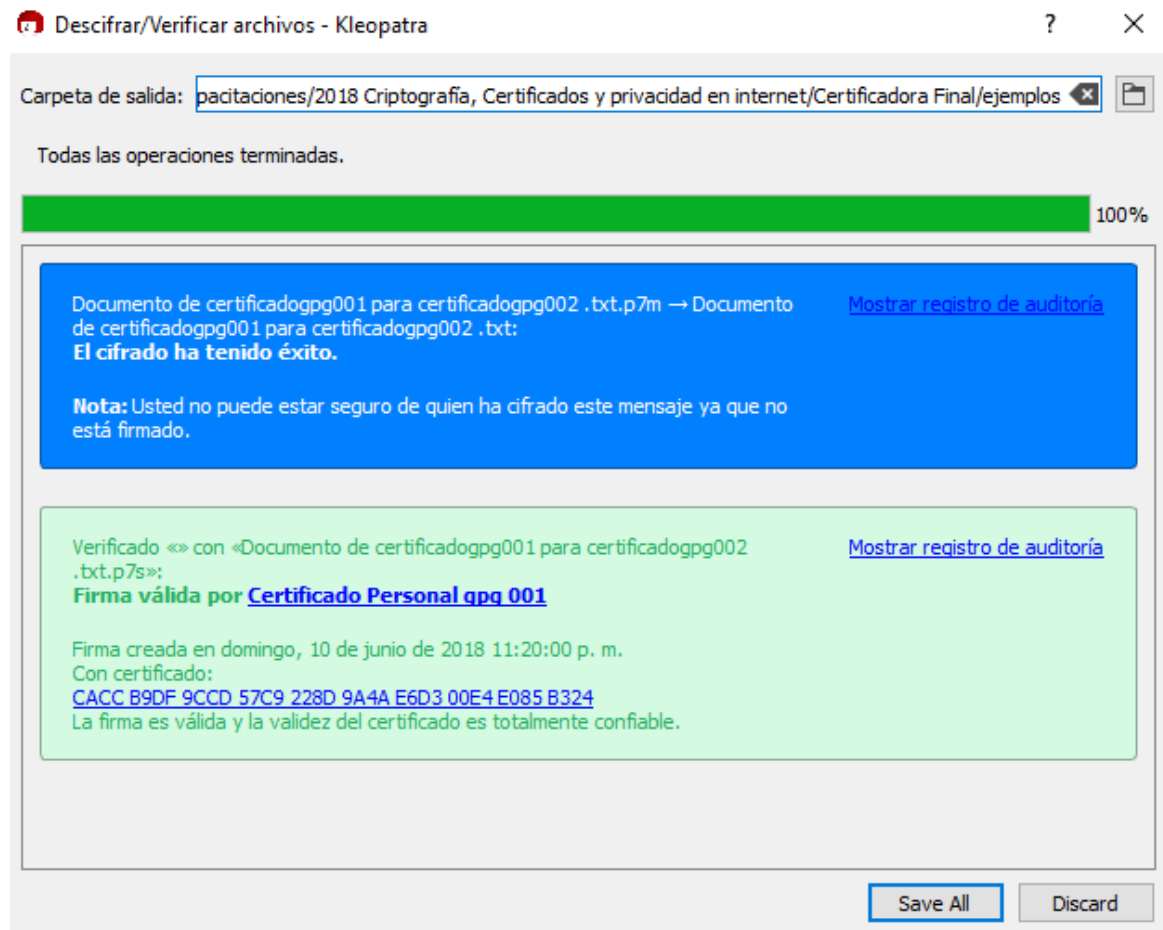 Descifrar/Verificar archivos - Kleopatra
Carpeta de salida: pacitaciones/2018 Criptografía, Certificados y privacidad en internet/Certificadora Final/ejemplos
Todas las operaciones terminadas.
100%
Documento de certificadogpg001 para certificadogpg002 .txt.p7m → Documento
de certificadogpg001 para certificadogpg002 .txt:
El cifrado ha tenido éxito.
Mostrar registro de auditoría
Nota: Usted no puede estar seguro de quien ha cifrado este mensaje ya que no
está firmado.
Verificado «» con «Documento de certificadogpg001 para certificadogpg002
.txt.p7s»:
Firma válida por Certificado Personal gpg 001
Mostrar registro de auditoría
Firma creada en domingo, 10 de junio de 2018 11:20:00 p. m.
Con certificado:
CACC B9DF 9CCD 57C9 228D 9A4A E6D3 00E4 E085 B324
La firma es válida y la validez del certificado es totalmente confiable.
Save All
Discard